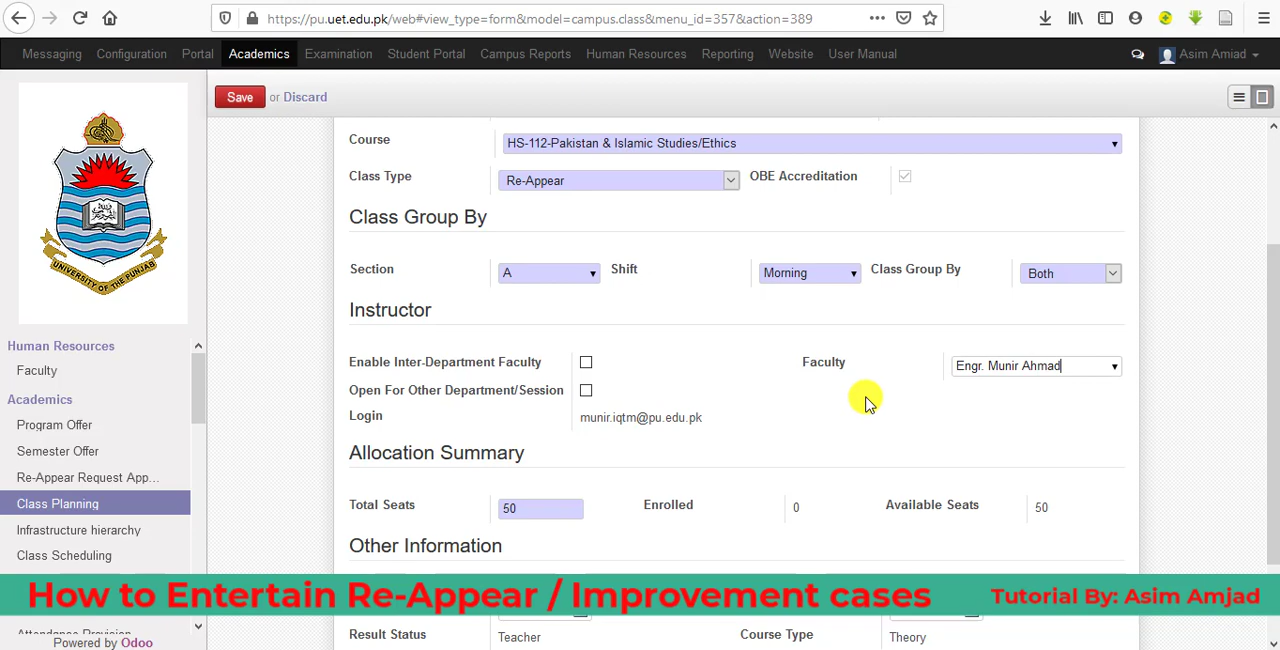 https://pu.uet.edu.pk/web#view_type=form&model=campus.class&menu_id=357&action=389
Messaging Configuration Portal Academics Examination Student Portal Campus Reports Human Resources Reporting Website User Manual Asim Amjad
Save or Discard
UNIVERSITY OF THE PUNJAB
Course HS-112-Pakistan & Islamic Studies/Ethics
Class Type Re-Appear OBE Accreditation
Class Group By
Section A Shift Morning Class Group By Both
Instructor
Human Resources
Enable Inter-Department Faculty Faculty Engr. Munir Ahmad
Faculty
Open For Other Department/Session
Academics
Login munir.iqtm@pu.edu.pk
Program Offer
Semester Offer
Allocation Summary
Re-Appear Request App...
Class Planning
Total Seats 50 Enrolled 0 Available Seats 50
Infrastructure hierarchy
Other Information
Class Scheduling
How to Entertain Re-Appear / Improvement cases Tutorial By: Asim Amjad
Attendance Provision
Result Status Teacher Course Type Theory
Powered by Odoo